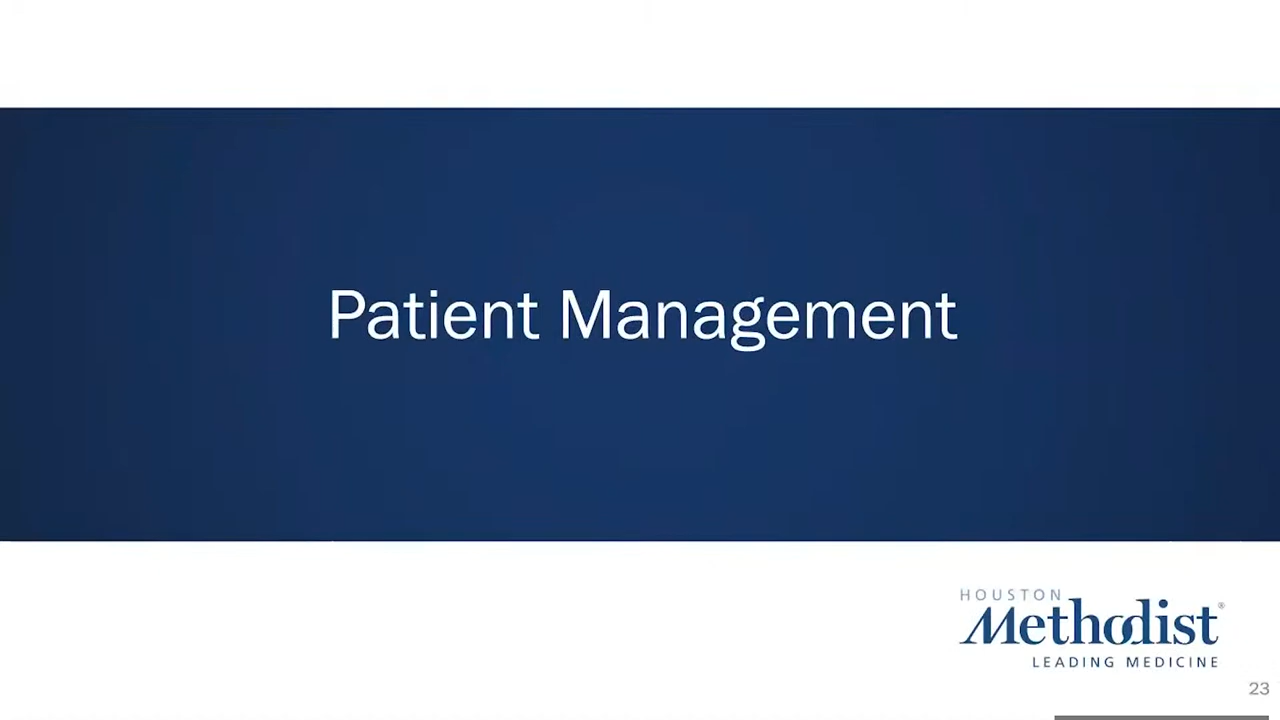 Patient Management
HOUSTON
Methodist®
LEADING MEDICINE
23